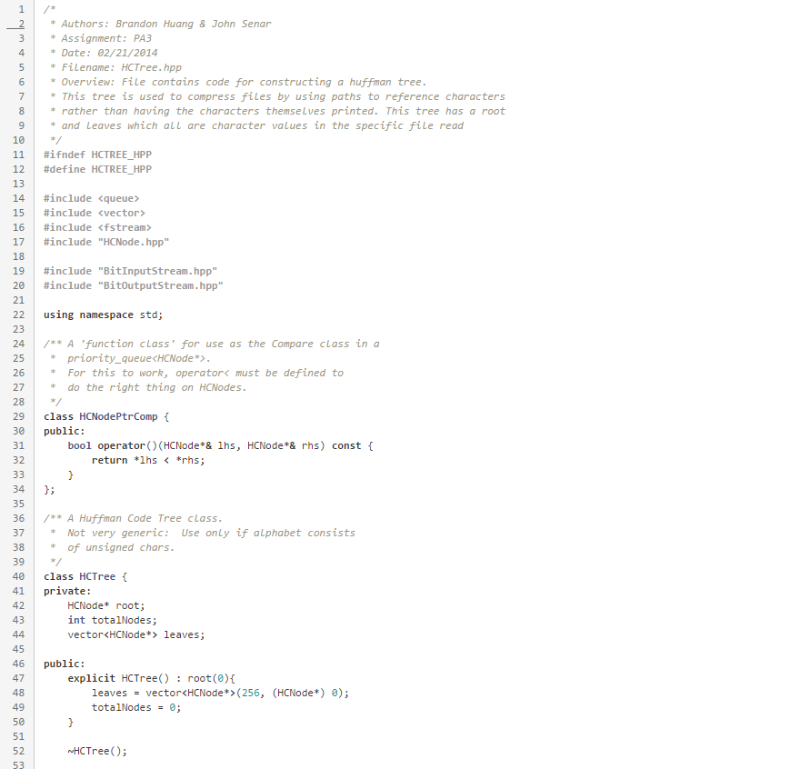 1 /*
2  * Authors: Brandon Huang & John Senar
3  * Assignment: PA3
4  * Date: 02/21/2014
5  * Filename: HCTree.hpp
6  * Overview: File contains code for constructing a huffman tree.
7  * This tree is used to compress files by using paths to reference characters
8  * rather than having the characters themselves printed. This tree has a root
9  * and leaves which all are character values in the specific file read
10  */
11 #ifndef HCTREE_HPP
12 #define HCTREE_HPP
13
14 #include <queue>
15 #include <vector>
16 #include <fstream>
17 #include "HCNode.hpp"
18
19 #include "BitInputStream.hpp"
20 #include "BitOutputStream.hpp"
21
22 using namespace std;
23
24 /** A 'function class' for use as the Compare class in a
25  *  priority_queue<HCNode*>.
26  *  For this to work, operator< must be defined to
27  *  do the right thing on HCNodes.
28  */
29 class HCNodePtrComp {
30 public:
31     bool operator()(HCNode*& lhs, HCNode*& rhs) const {
32         return *lhs < *rhs;
33     }
34 };
35
36 /** A Huffman Code Tree class.
37  *  Not very generic:  Use only if alphabet consists
38  *  of unsigned chars.
39  */
40 class HCTree {
41 private:
42     HCNode* root;
43     int totalNodes;
44     vector<HCNode*> leaves;
45
46 public:
47     explicit HCTree() : root(0){
48         leaves = vector<HCNode*>(256, (HCNode*) 0);
49         totalNodes = 0;
50     }
51
52     ~HCTree();
53